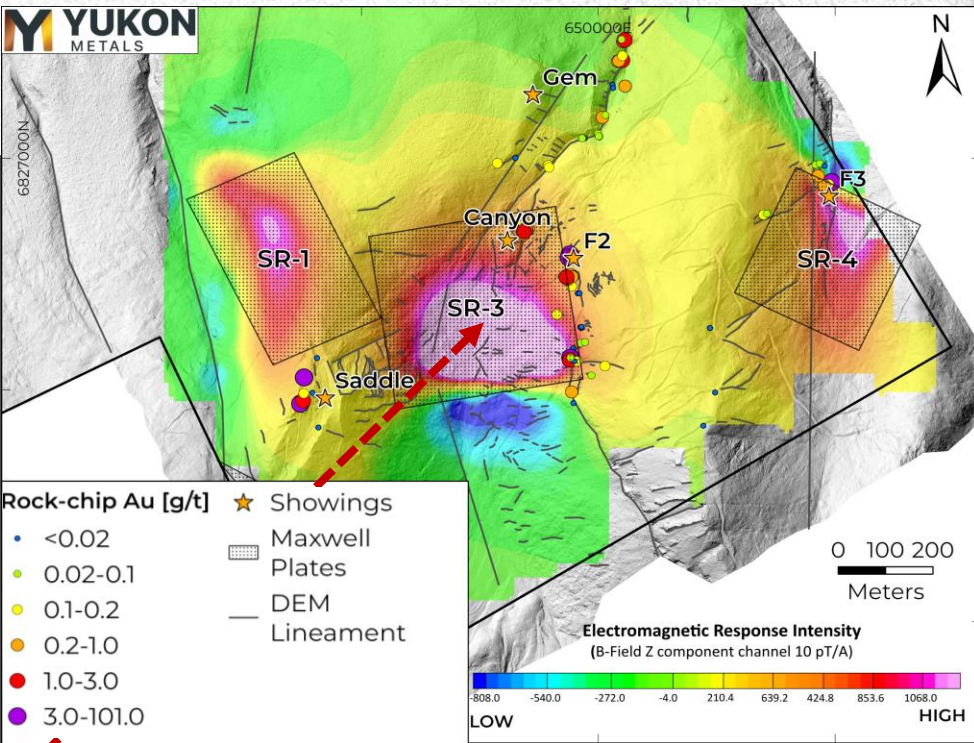 YUKON
METALS
650000E
N
6827000N
Gem
F3
Canyon
F2
SR-1
SR-4
SR-3
Saddle
Rock-chip Au [g/t]
<0.02
0.02-0.1
0.1-0.2
0.2-1.0
1.0-3.0
3.0-101.0
Showings
Maxwell
Plates
DEM
Lineament
0 100 200
Meters
Electromagnetic Response Intensity
(B-Field Z component channel 10 pT/A)
-808.0 -540.0 -272.0 -4.0 210.4 639.2 424.8 853.6 1068.0
LOW HIGH